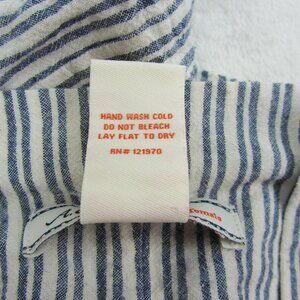 HAND WASH COLD
DO NOT BLEACH
LAY FLAT TO DRY
RN# 121970